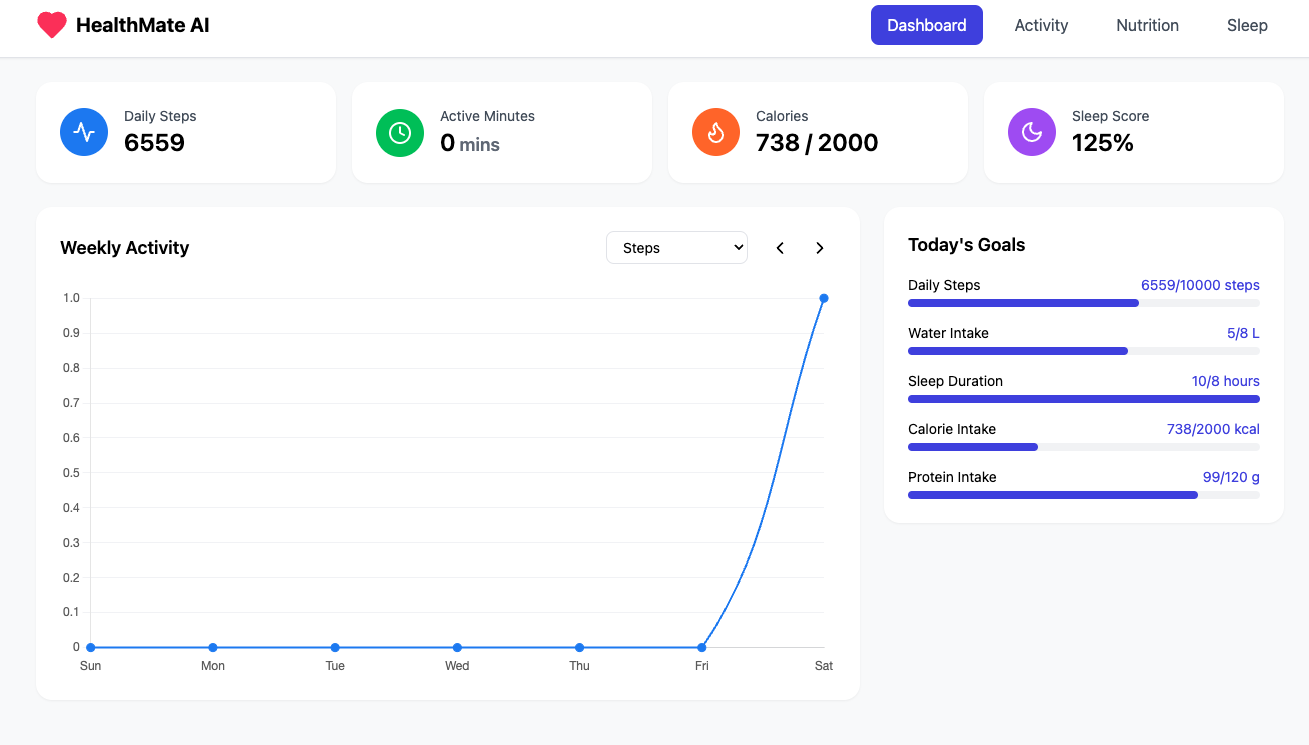 HealthMate AI
Dashboard Activity Nutrition Sleep
Daily Steps
6559
Active Minutes
0 mins
Calories
738 / 2000
Sleep Score
125%
Weekly Activity
Steps
1.0
0.9
0.8
0.7
0.6
0.5
0.4
0.3
0.2
0.1
0
Sun Mon Tue Wed Thu Fri Sat
Today's Goals
Daily Steps 6559/10000 steps
Water Intake 5/8 L
Sleep Duration 10/8 hours
Calorie Intake 738/2000 kcal
Protein Intake 99/120 g